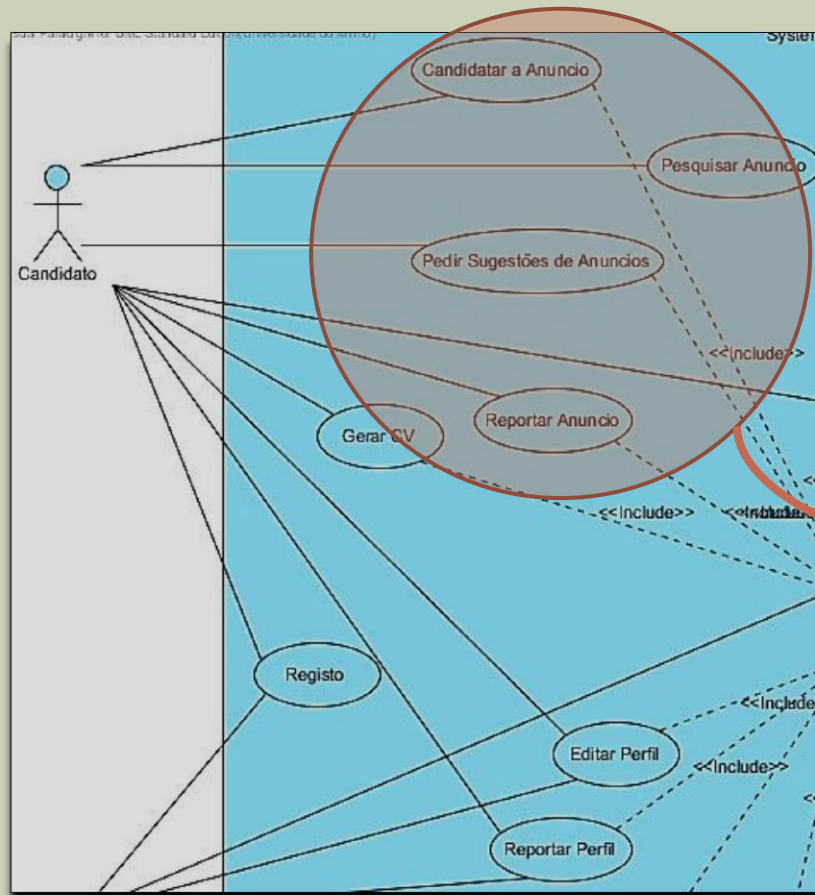 Candidatar a Anuncio
Pesquisar Anuncio
Candidato
Pedir Sugestões de Anuncios
<<Include>>
Reportar Anuncio
Gerar CV
<<Include>>
Registo
<<Include
Editar Perfil
<<Include>>
Reportar Perfil